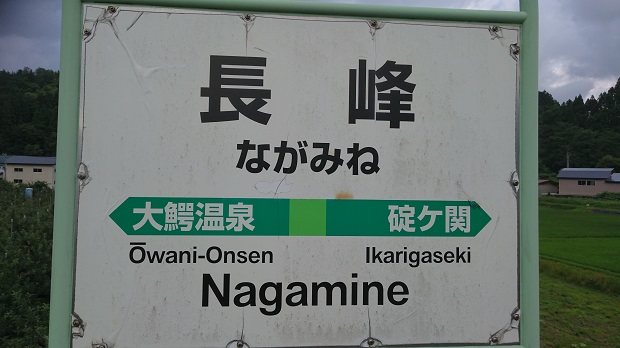 長峰
ながみね
大鰐温泉 碇ケ関
Ōwani-Onsen Ikarigaseki
Nagamine